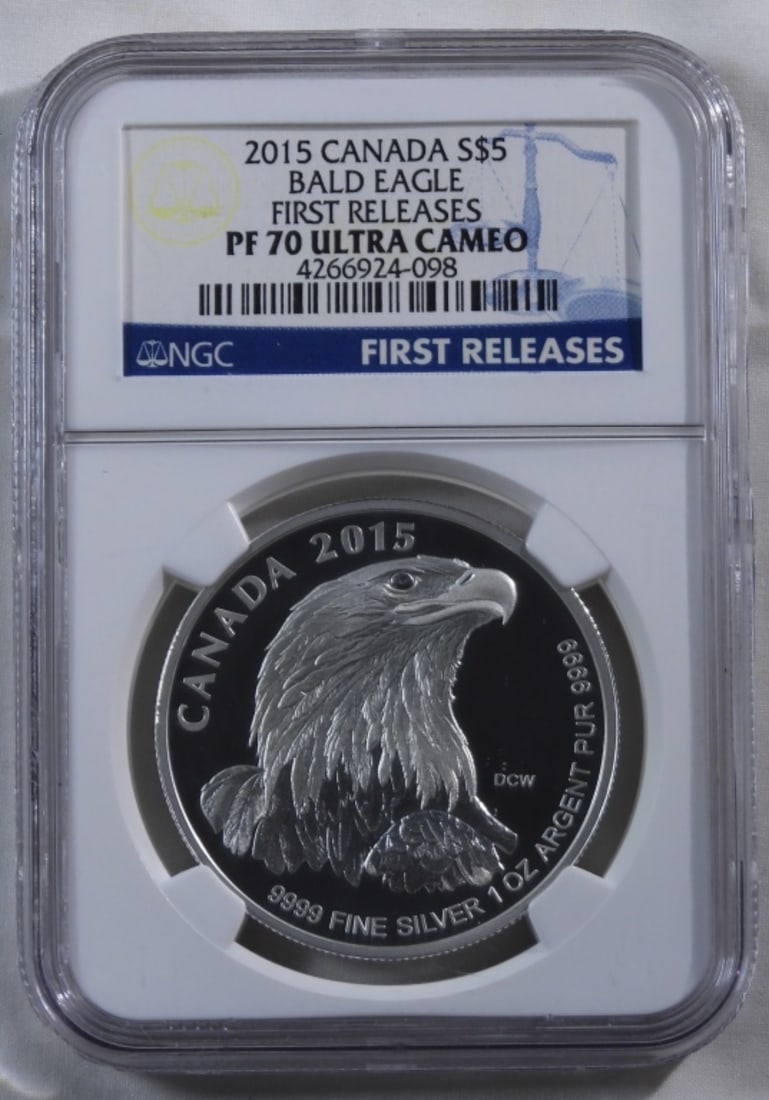 2015 CANADA S$5
BALD EAGLE
FIRST RELEASES
PF 70 ULTRA CAMEO
4266924-098
NGC FIRST RELEASES
CANADA 2015
DCW
9999 FINE SILVER 1 OZ ARGENT PUR 9999